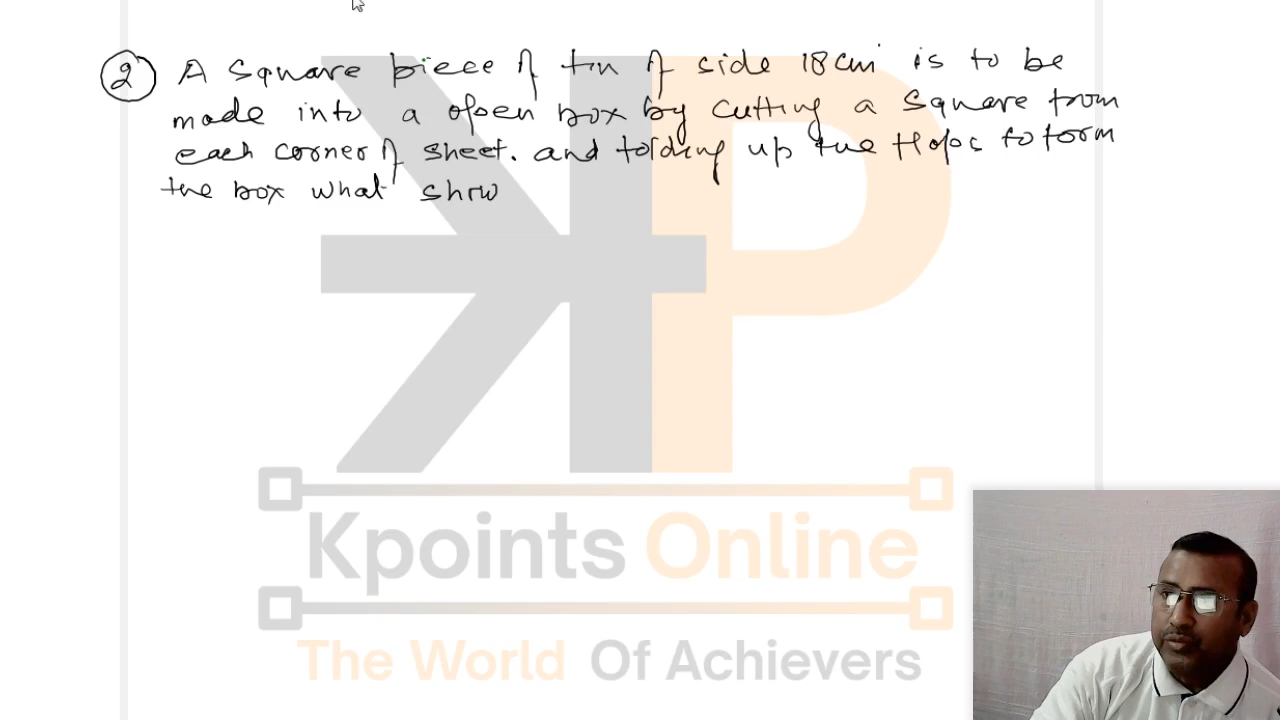 2 A square piece of tin of side 18 cm is to be
made into a open box by cutting a square from
each corner of sheet. and folding up the flaps to form
the box what
Kpoints Online
The World Of Achievers